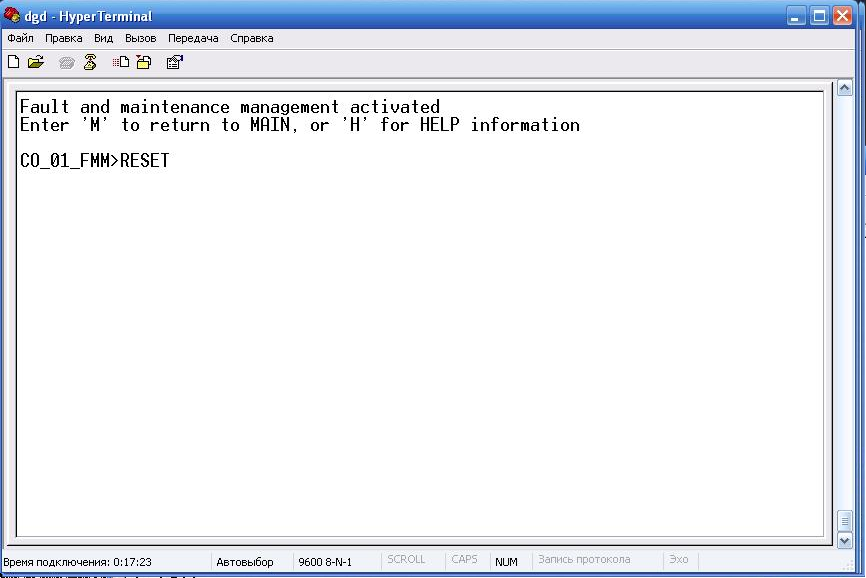 dgd - HyperTerminal
Файл Правка Вид Вызов Передача Справка
Fault and maintenance management activated
Enter 'M' to return to MAIN, or 'H' for HELP information
CO_01_FMM>RESET
Время подключения: 0:17:23 Автовыбор 9600 8-N-1 SCROLL CAPS NUM Запись протокола Эхо